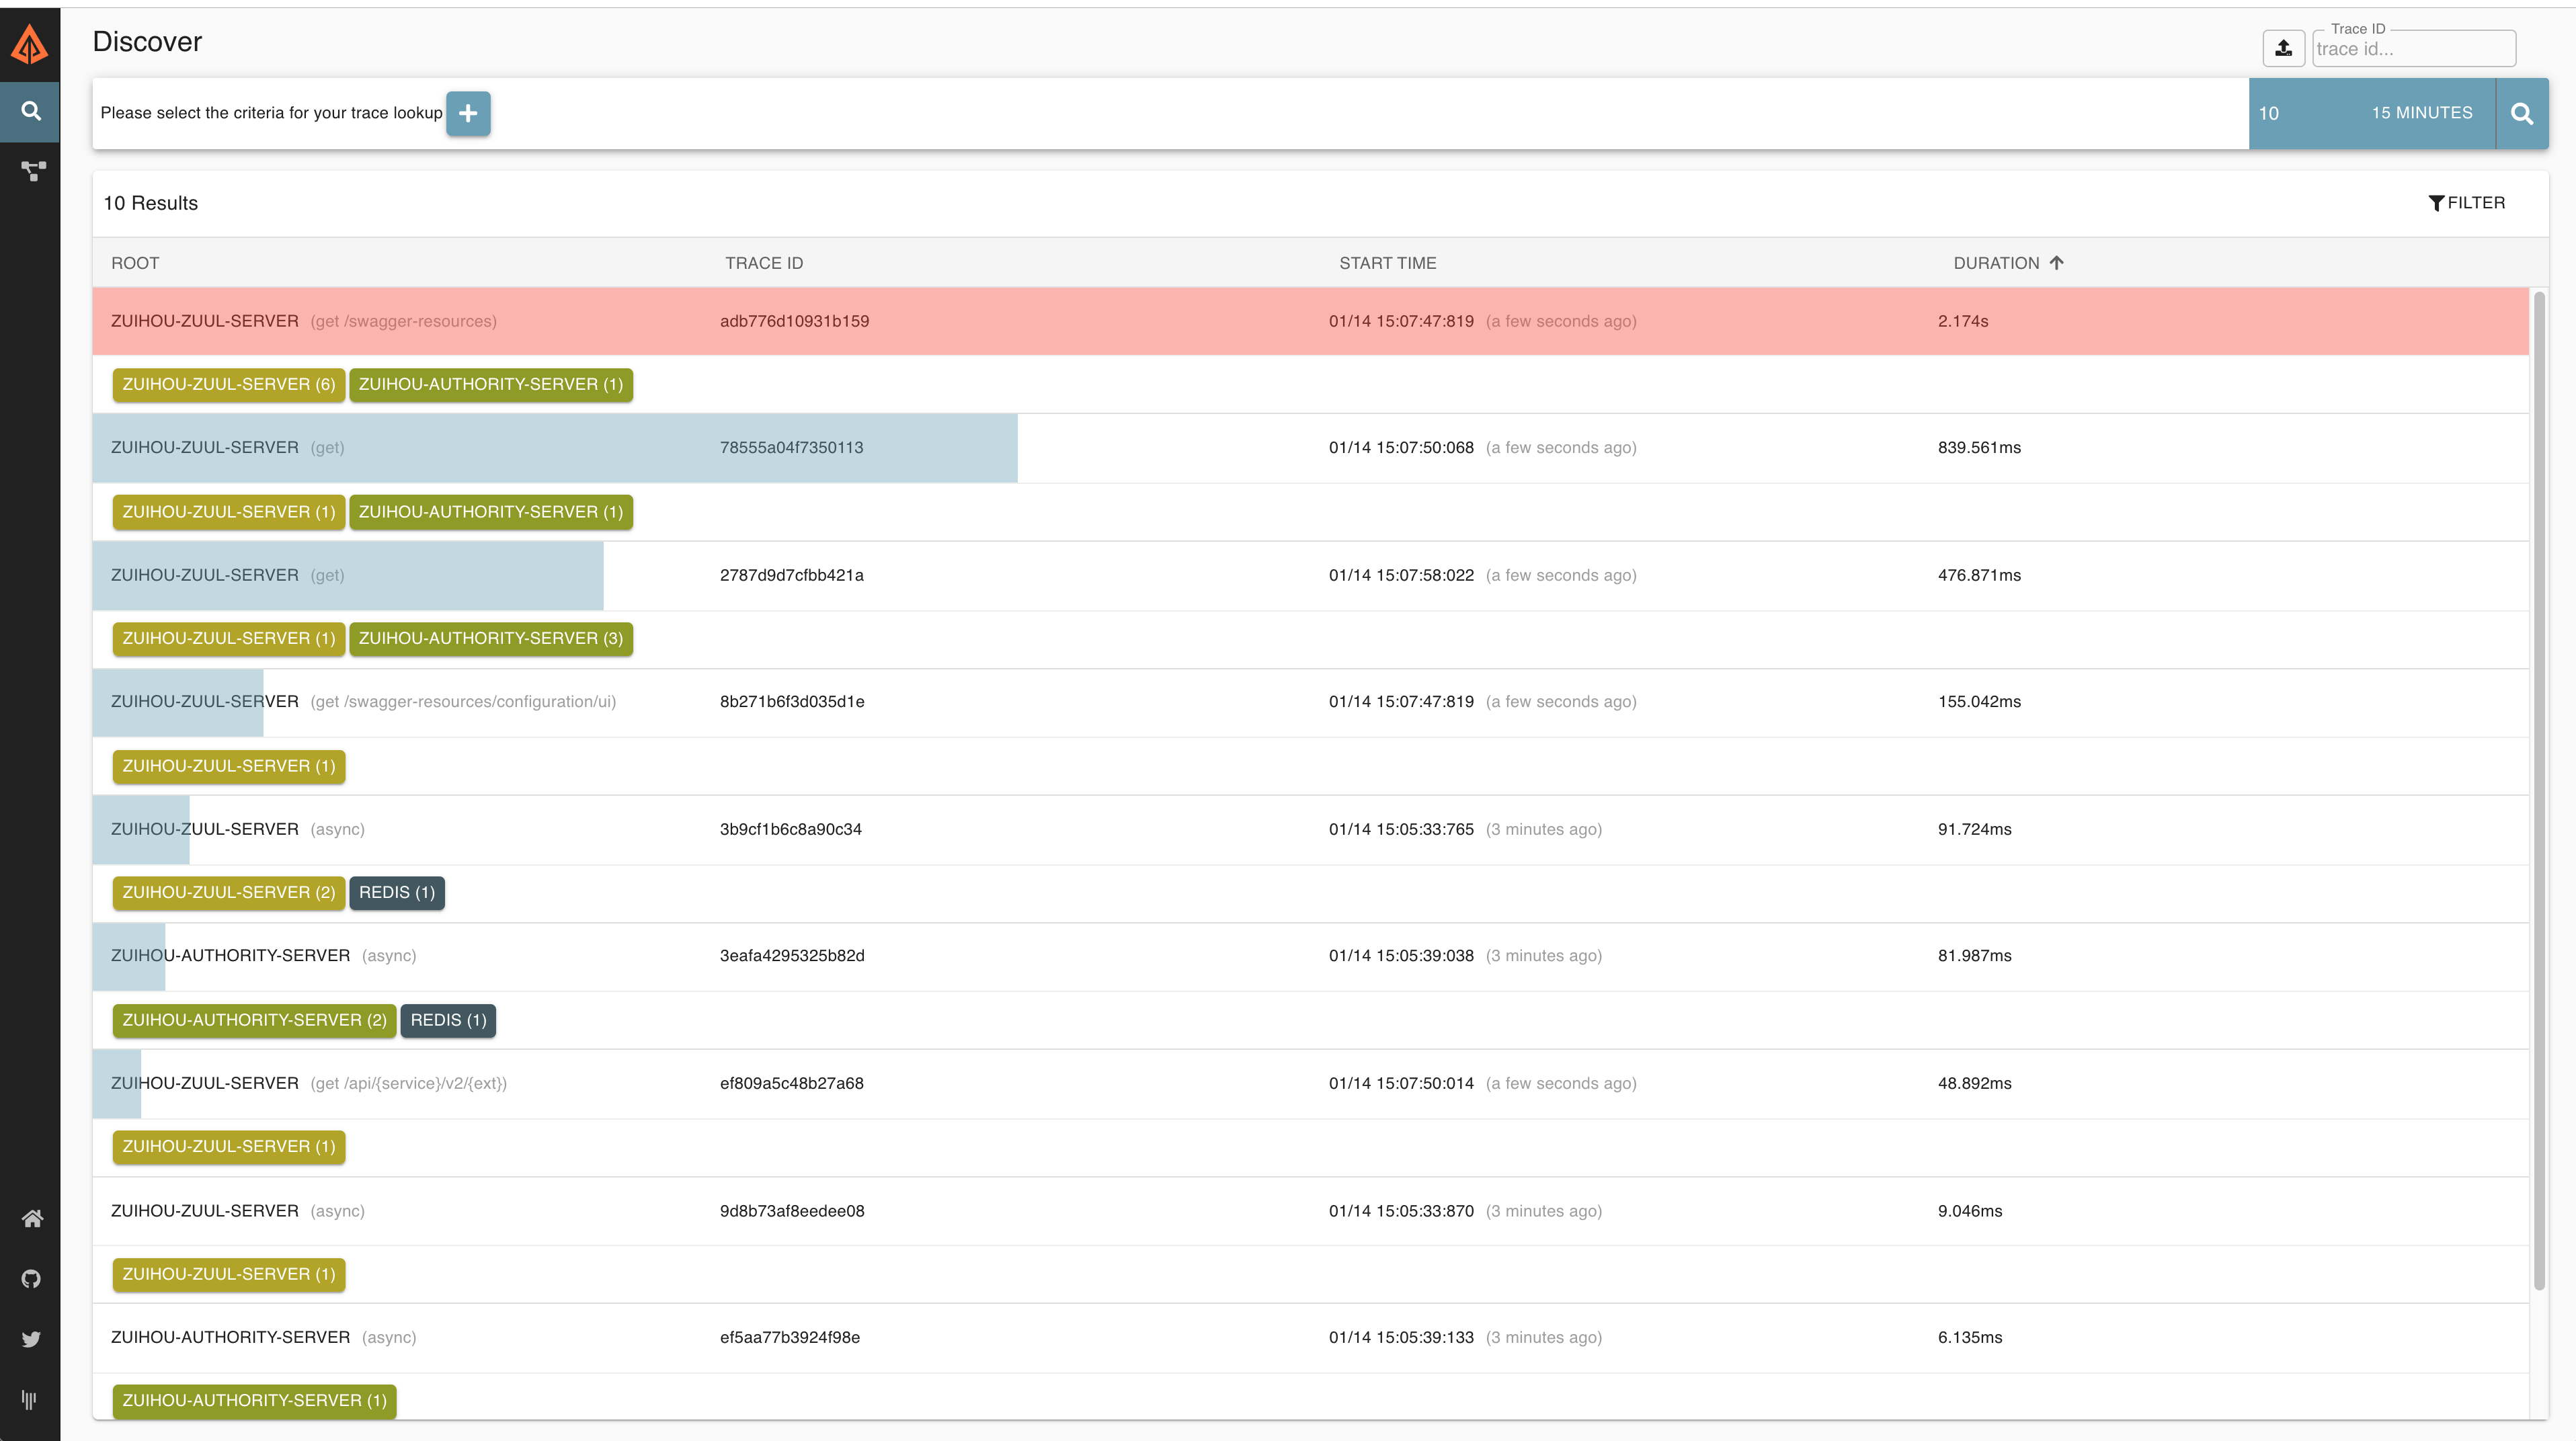 Discover
Trace ID
trace id...
Please select the criteria for your trace lookup
10 15 MINUTES
10 Results
FILTER
ROOT TRACE ID START TIME DURATION
ZUIHOU-ZUUL-SERVER (get /swagger-resources) adb776d10931b159 01/14 15:07:47:819 (a few seconds ago) 2.174s
ZUIHOU-ZUUL-SERVER (6) ZUIHOU-AUTHORITY-SERVER (1)
ZUIHOU-ZUUL-SERVER (get) 78555a04f7350113 01/14 15:07:50:068 (a few seconds ago) 839.561ms
ZUIHOU-ZUUL-SERVER (1) ZUIHOU-AUTHORITY-SERVER (1)
ZUIHOU-ZUUL-SERVER (get) 2787d9d7cfbb421a 01/14 15:07:58:022 (a few seconds ago) 476.871ms
ZUIHOU-ZUUL-SERVER (1) ZUIHOU-AUTHORITY-SERVER (3)
ZUIHOU-ZUUL-SERVER (get /swagger-resources/configuration/ui) 8b271b6f3d035d1e 01/14 15:07:47:819 (a few seconds ago) 155.042ms
ZUIHOU-ZUUL-SERVER (1)
ZUIHOU-ZUUL-SERVER (async) 3b9cf1b6c8a90c34 01/14 15:05:33:765 (3 minutes ago) 91.724ms
ZUIHOU-ZUUL-SERVER (2) REDIS (1)
ZUIHOU-AUTHORITY-SERVER (async) 3eafa4295325b82d 01/14 15:05:39:038 (3 minutes ago) 81.987ms
ZUIHOU-AUTHORITY-SERVER (2) REDIS (1)
ZUIHOU-ZUUL-SERVER (get /api/{service}/v2/{ext}) ef809a5c48b27a68 01/14 15:07:50:014 (a few seconds ago) 48.892ms
ZUIHOU-ZUUL-SERVER (1)
ZUIHOU-ZUUL-SERVER (async) 9d8b73af8eedee08 01/14 15:05:33:870 (3 minutes ago) 9.046ms
ZUIHOU-ZUUL-SERVER (1)
ZUIHOU-AUTHORITY-SERVER (async) ef5aa77b3924f98e 01/14 15:05:39:133 (3 minutes ago) 6.135ms
ZUIHOU-AUTHORITY-SERVER (1)